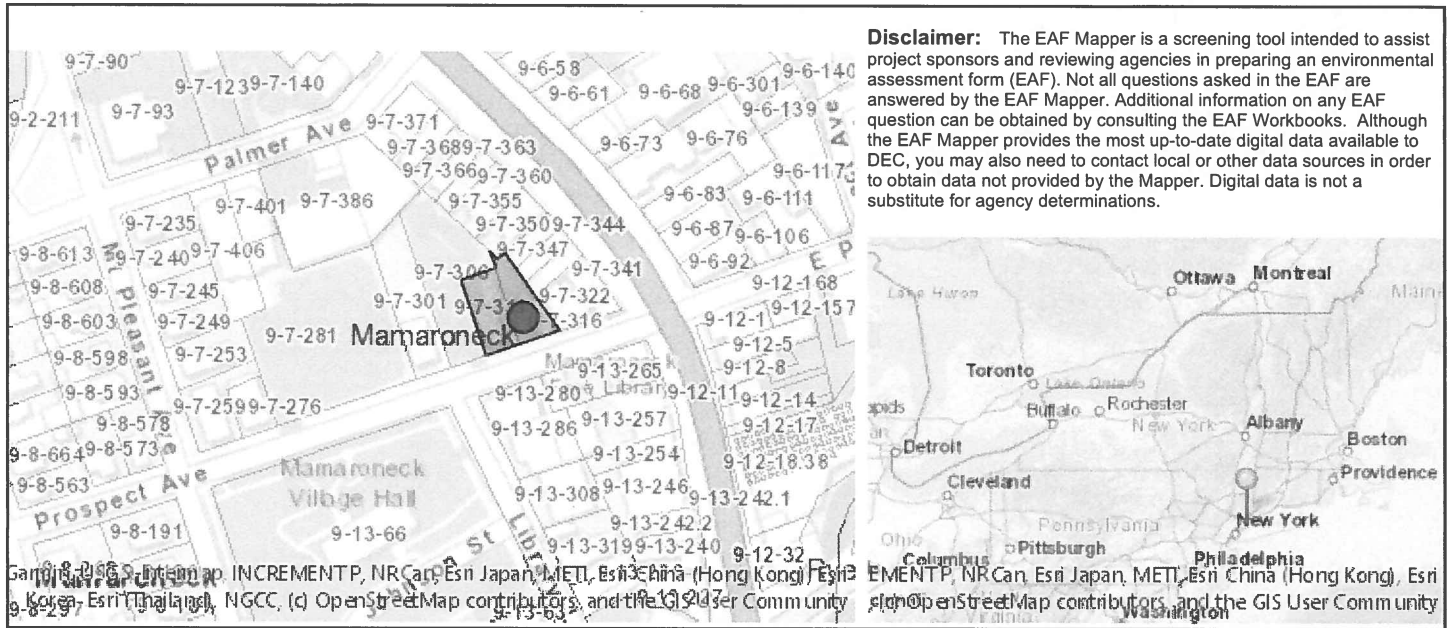 Disclaimer: The EAF Mapper is a screening tool intended to assist
project sponsors and reviewing agencies in preparing an environmental
assessment form (EAF). Not all questions asked in the EAF are
answered by the EAF Mapper. Additional information on any EAF
question can be obtained by consulting the EAF Workbooks. Although
the EAF Mapper provides the most up-to-date digital data available to
DEC, you may also need to contact local or other data sources in order
to obtain data not provided by the Mapper. Digital data is not a
substitute for agency determinations.
9-7-90
9-7-123
9-7-140
9-7-93
9-2-211
Palmer Ave
9-7-371
9-7-368
9-7-363
9-7-366
9-7-360
9-7-355
9-7-350
9-7-344
9-7-347
9-7-341
9-7-322
9-7-306
9-7-301
9-7-386
9-7-401
9-7-235
9-7-240
9-7-406
9-7-245
9-7-249
9-7-253
9-7-281
9-7-259
9-7-276
Mamaroneck
Mt Pleasant Ave
9-8-613
9-8-608
9-8-603
9-8-598
9-8-593
9-8-578
9-8-573
9-8-664
9-8-563
Prospect Ave
9-8-191
Mamaroneck
Village Hall
9-13-66
9-6-58
9-6-61
9-6-68
9-6-301
9-6-140
9-6-139
9-6-73
9-6-76
9-6-117
9-6-83
9-6-111
9-6-87
9-6-106
9-6-92
9-12-168
9-12-157
9-12-1
9-12-5
9-12-8
9-12-11
9-12-14
9-12-17
9-12-18.38
9-13-265
9-13-280
9-13-257
9-13-286
9-13-254
9-13-308
9-13-246
9-13-242.1
9-13-242.2
9-13-319
9-13-240
9-12-32
INCREMENT P, NRCan, Esri Japan, METI, Esri China (Hong Kong), Esri
Korea, Esri (Thailand), NGCC, (c) OpenStreetMap contributors, and the GIS User Community
Ottawa
Montreal
Lake Huron
Toronto
Lake Ontario
Buffalo
Rochester
New York
Albany
Boston
Providence
Detroit
Cleveland
New York
Pennsylvania
Ohio
Pittsburgh
Columbus
Philadelphia
EMENTP, NRCan, Esri Japan, METI, Esri China (Hong Kong), Esri
OpenStreetMap contributors, and the GIS User Community
Virginia
Washington